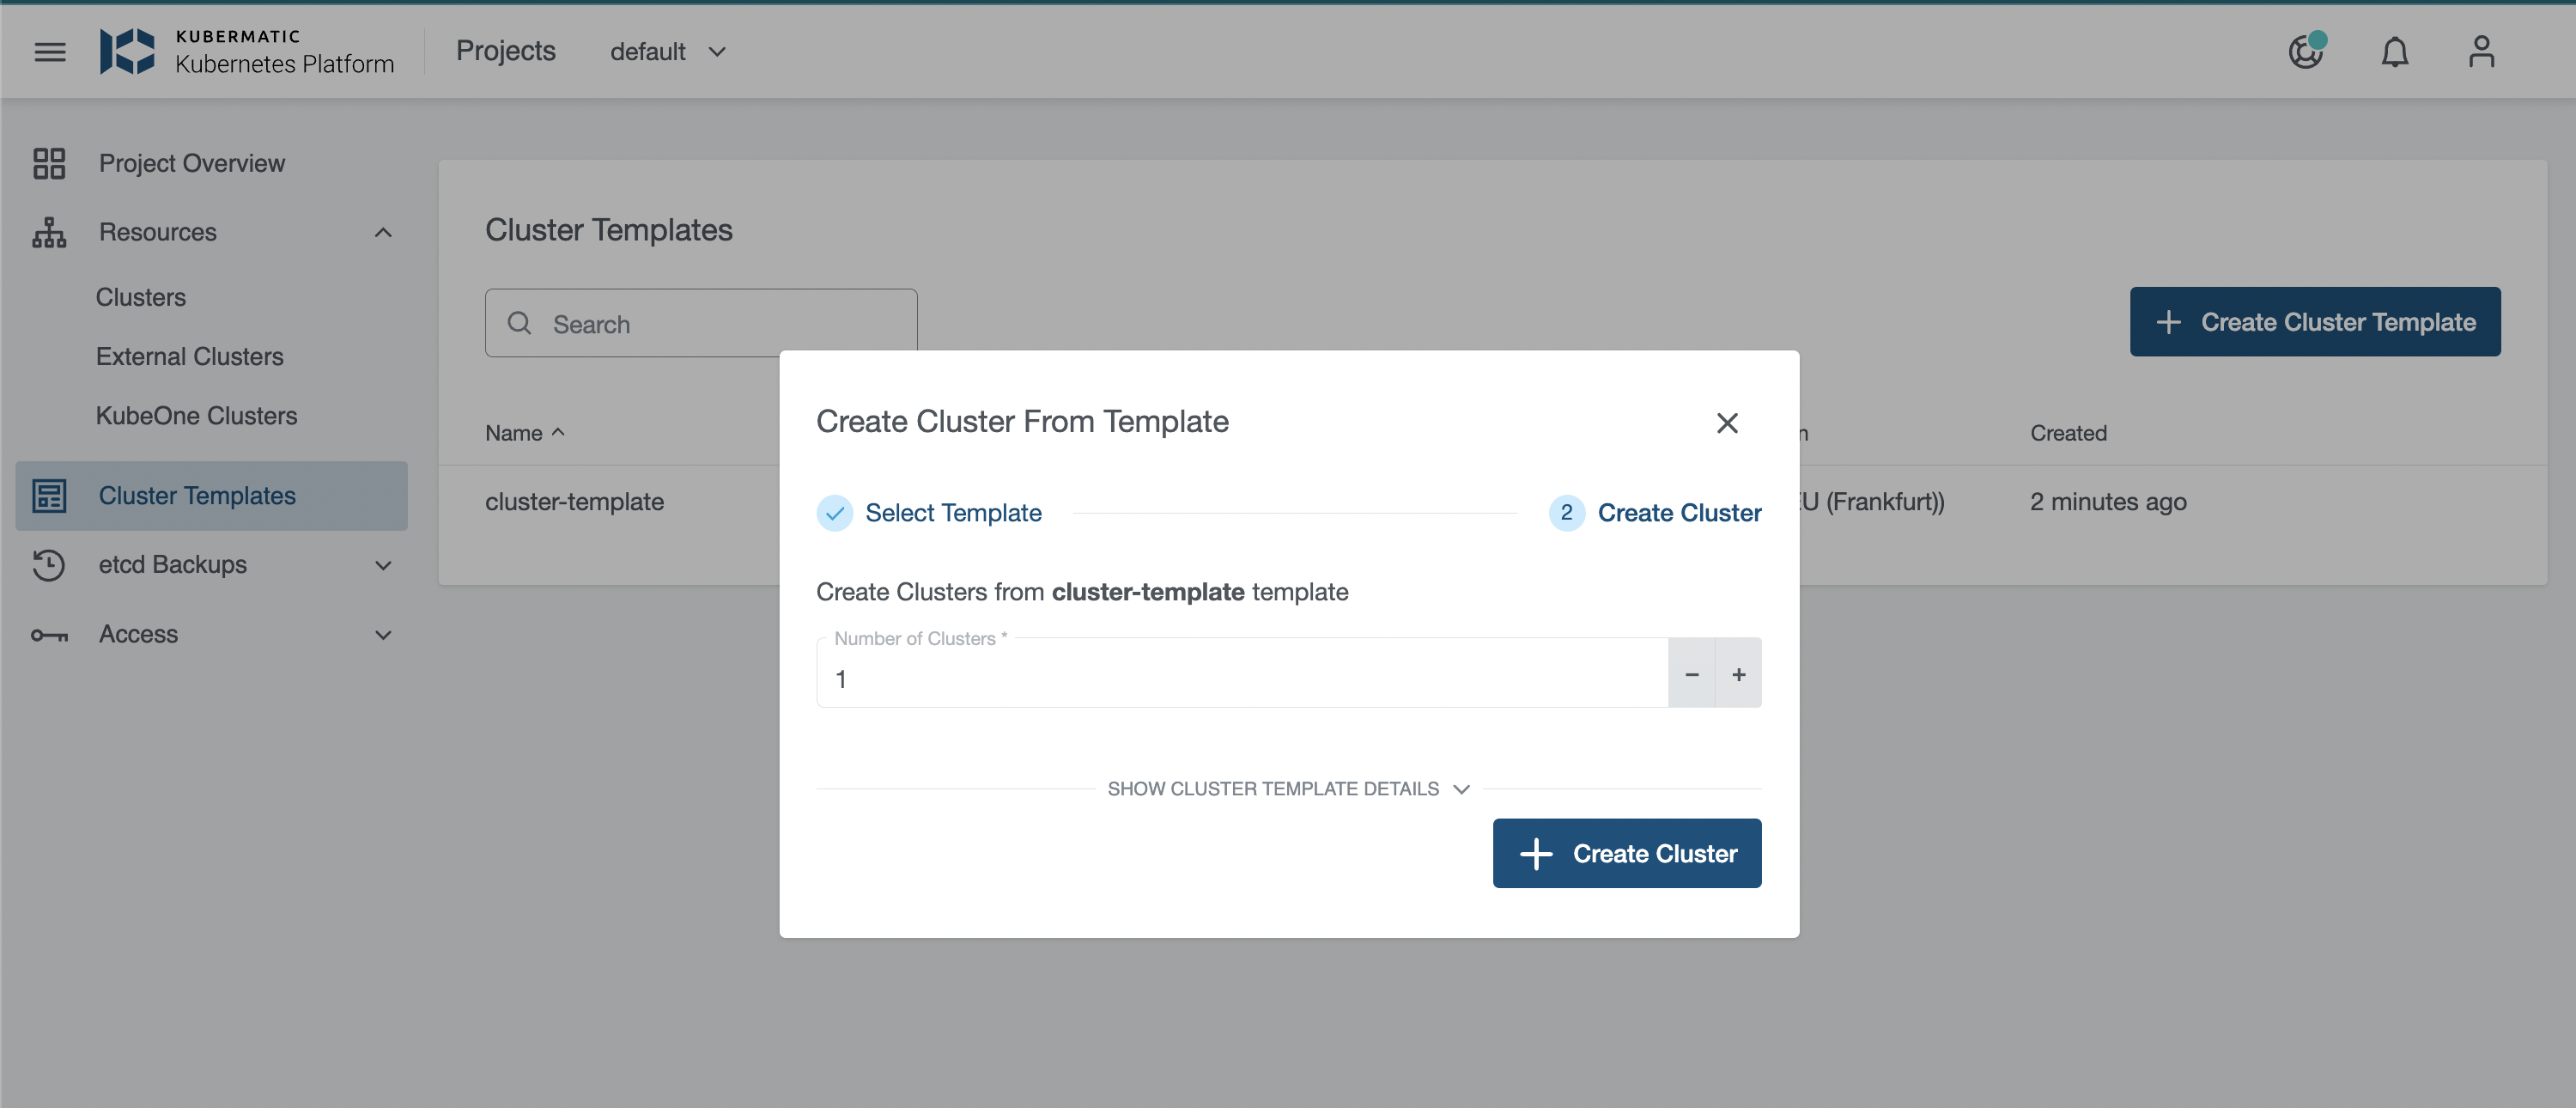 KUBERMATIC
Kubernetes Platform
Projects
default
Project Overview
Resources
Clusters
External Clusters
KubeOne Clusters
Cluster Templates
etcd Backups
Access
Cluster Templates
Search
Create Cluster Template
Name
Created
cluster-template
EU (Frankfurt))
2 minutes ago
Create Cluster From Template
Select Template
2 Create Cluster
Create Clusters from cluster-template template
Number of Clusters *
1
SHOW CLUSTER TEMPLATE DETAILS
Create Cluster